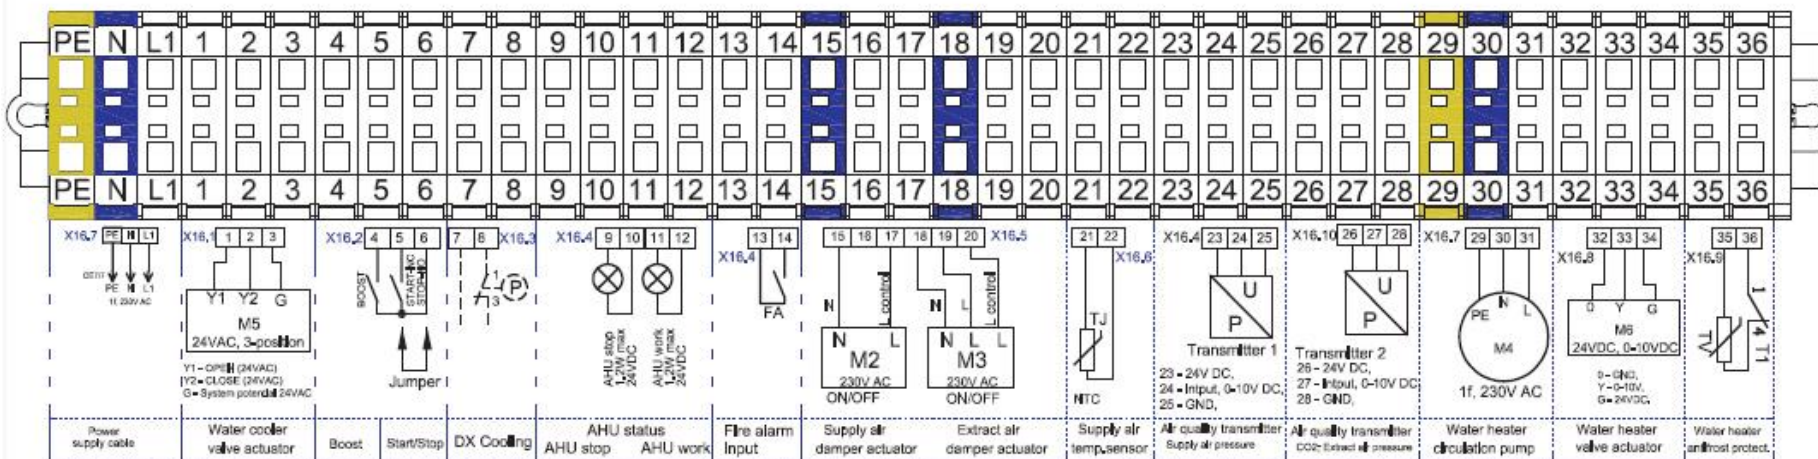 PE N L1 1 2 3 4 5 6 7 8 9 10 11 12 13 14 15 16 17 18 19 20 21 22 23 24 25 26 27 28 29 30 31 32 33 34 35 36
PE N L1 1 2 3 4 5 6 7 8 9 10 11 12 13 14 15 16 17 18 19 20 21 22 23 24 25 26 27 28 29 30 31 32 33 34 35 36
X16.7 PE N L1
PE N L1
1f, 230V AC
Power
supply cable
X16.1 1 2 3
Y1 Y2 G
M5
24VAC, 3-position
Y1 - OPEN (24VAC)
Y2 - CLOSE (24VAC)
G - System potencial 24VAC
Water cooler
valve actuator
X16.2 4 5 6
BOOST
START-NC
STOP-NO
Jumper
Boost
Start/Stop
7 8 X16.3
1
P
3
DX Cooling
X16.4 9 10 11 12
AHU stop
1,2W max
24VDC
AHU work
1,2W max
24VDC
AHU status
AHU stop AHU work
13 14
X16.4
FA
Fire alarm
Input
15 16 17 18 19 20 X16.5
N
L control
N
L
L control
N L
M2
230V AC
ON/OFF
N L L
M3
230V AC
ON/OFF
Supply air
damper actuator
Extract air
damper actuator
21 22
X16.6
TJ
NTC
Supply air
temp.sensor
X16.4 23 24 25
U
P
Transmitter 1
23 - 24V DC,
24 - Intput, 0-10V DC,
25 - GND,
Air quality transmitter
Supply air pressure
X16.10 26 27 28
U
P
Transmitter 2
26 - 24V DC,
27 - Intput, 0-10V DC
28 - GND,
Air quality transmitter
CO2; Extract air pressure
X16.7 29 30 31
PE N L
M4
1f, 230V AC
Water heater
circulation pump
32 33 34
X16.8
0 Y G
M6
24VDC, 0-10VDC
0 - GND,
Y - 0-10V,
G - 24VDC,
Water heater
valve actuator
35 36
X16.9
1
4
TV
T1
Water heater
antifrost protect.